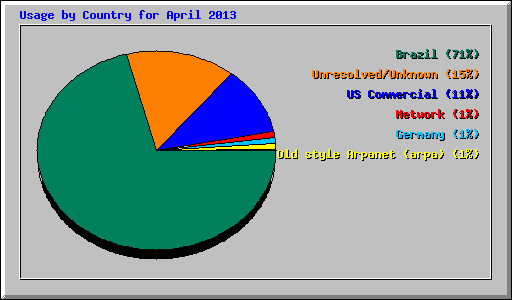 Usage by Country for April 2013
Brazil (71%)
Unresolved/Unknown (15%)
US Commercial (11%)
Network (1%)
Germany (1%)
Old style Arpanet (arpa) (1%)